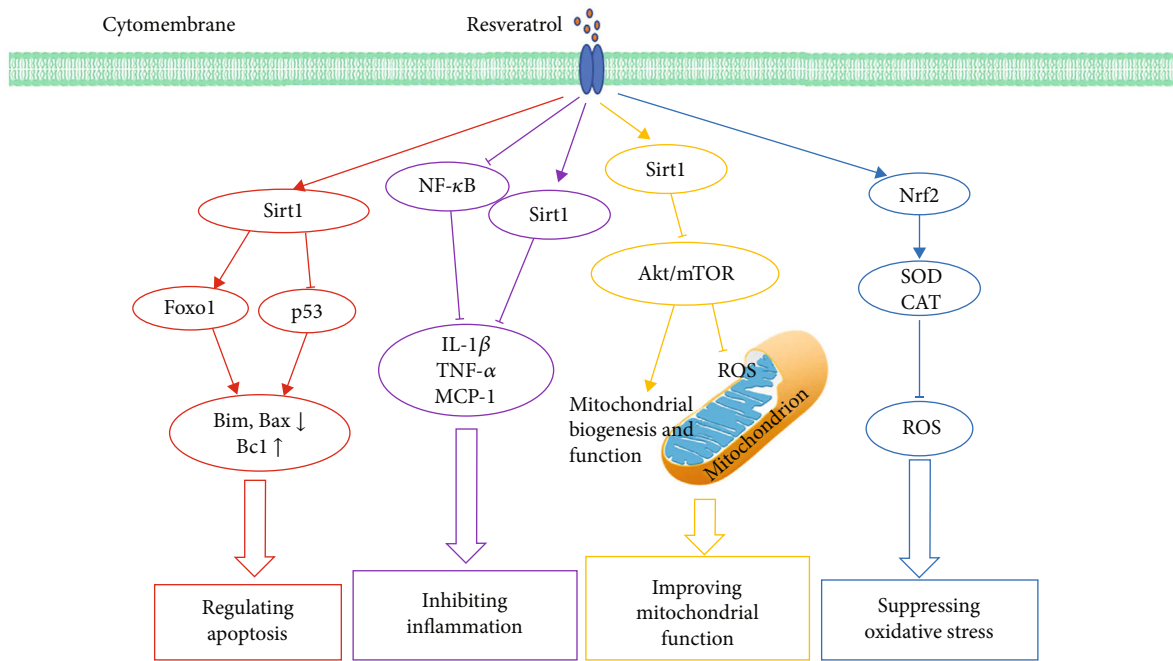 Cytomembrane
Resveratrol
Sirt1
Foxo1
p53
Bim, Bax ↓
Bc1 ↑
Regulating
apoptosis
NF-κB
Sirt1
IL-1β
TNF-α
MCP-1
Inhibiting
inflammation
Sirt1
Akt/mTOR
ROS
Mitochondrial
biogenesis and
function
Mitochondrion
Improving
mitochondrial
function
Nrf2
SOD
CAT
ROS
Suppressing
oxidative stress